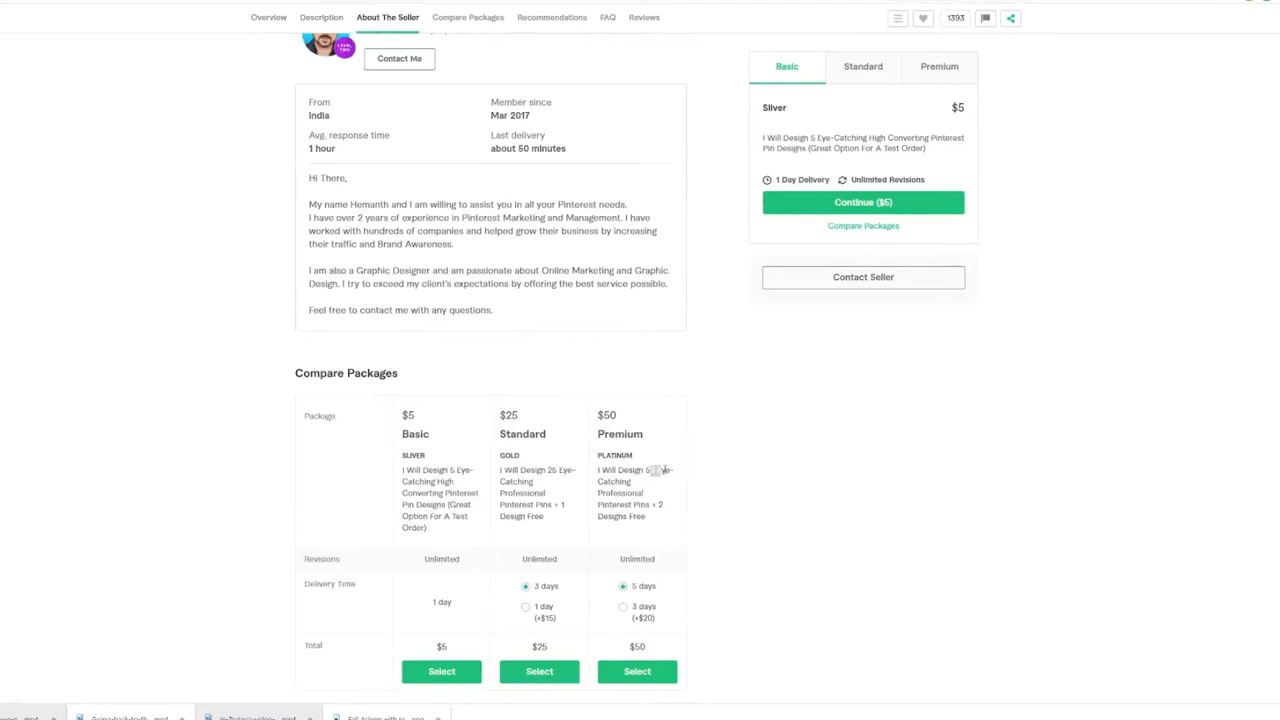 Overview Description About The Seller Compare Packages Recommendations FAQ Reviews
1393
LEVEL TWO
Contact Me
From
India
Member since
Mar 2017
Avg. response time
1 hour
Last delivery
about 50 minutes
Hi There,
My name Hemanth and I am willing to assist you in all your Pinterest needs.
I have over 2 years of experience in Pinterest Marketing and Management. I have
worked with hundreds of companies and helped grow their business by increasing
their traffic and Brand Awareness.
I am also a Graphic Designer and am passionate about Online Marketing and Graphic
Design. I try to exceed my client's expectations by offering the best service possible.
Feel free to contact me with any questions.
Basic Standard Premium
Sliver $5
I Will Design 5 Eye-Catching High Converting Pinterest
Pin Designs (Great Option For A Test Order)
1 Day Delivery Unlimited Revisions
Continue ($5)
Compare Packages
Contact Seller
Compare Packages
Package
$5
Basic
SLIVER
I Will Design 5 Eye-
Catching High
Converting Pinterest
Pin Designs (Great
Option For A Test
Order)
$25
Standard
GOLD
I Will Design 25 Eye-
Catching
Professional
Pinterest Pins + 1
Design Free
$50
Premium
PLATINUM
I Will Design
Catching
Professional
Pinterest Pins + 2
Designs Free
Revisions Unlimited Unlimited Unlimited
Delivery Time
1 day
3 days
1 day
(+$15)
5 days
3 days
(+$20)
Total $5 $25 $50
Select Select Select